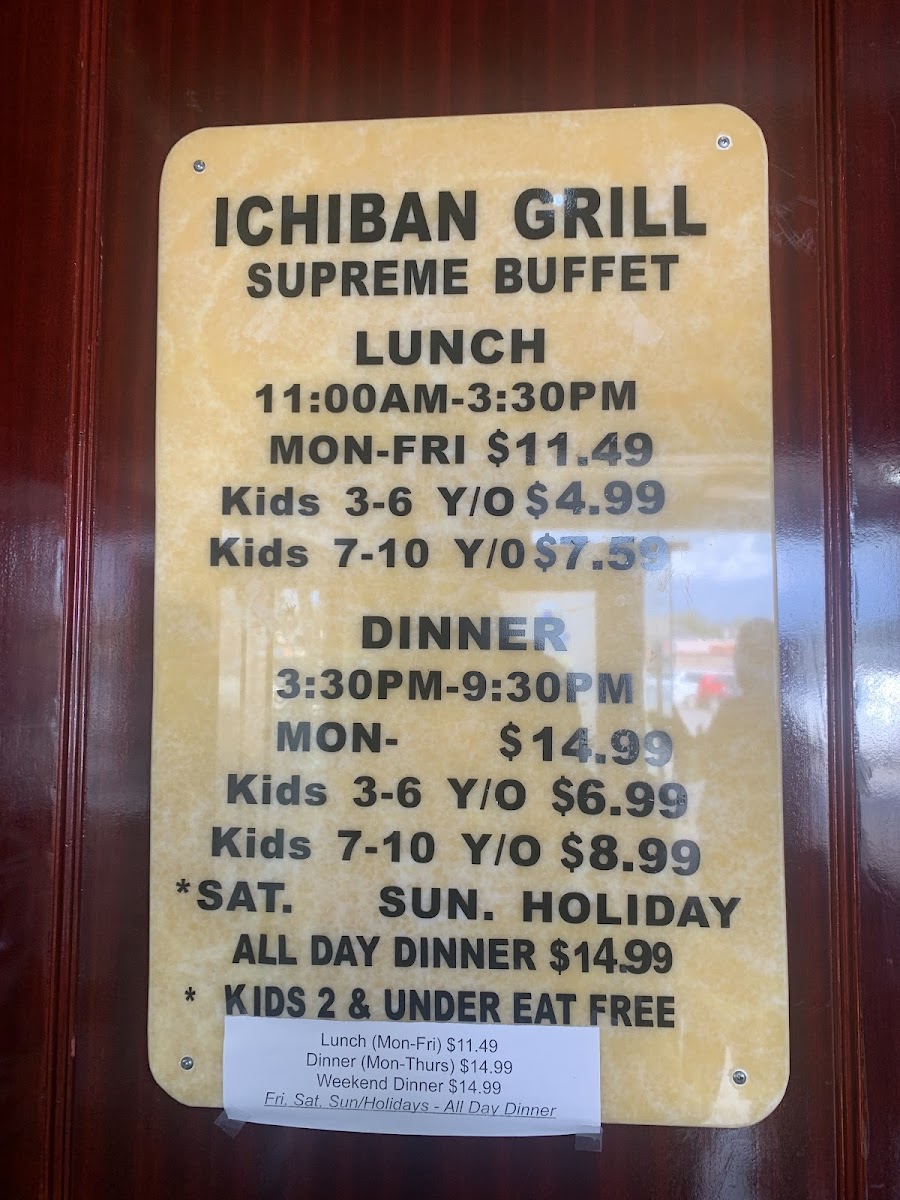 ICHIBAN GRILL
SUPREME BUFFET
LUNCH
11:00AM-3:30PM
MON-FRI $11.49
Kids 3-6 Y/O $4.99
Kids 7-10 Y/0 $7.59
DINNER
3:30PM-9:30PM
MON- $14.99
Kids 3-6 Y/O $6.99
Kids 7-10 Y/O $8.99
*SAT. SUN. HOLIDAY
ALL DAY DINNER $14.99
* KIDS 2 & UNDER EAT FREE
Lunch (Mon-Fri) $11.49
Dinner (Mon-Thurs) $14.99
Weekend Dinner $14.99
Fri, Sat, Sun/Holidays - All Day Dinner